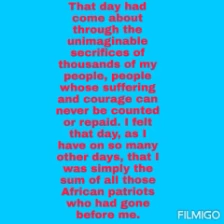 That day had
come about
through the
unimaginable
secrifices of
thousands of my
people, people
whose suffering
and courage can
never be counted
or repaid. I felt
that day, as I
have on so many
other days, that I
was simply the
sum of all those
African patriots
who had gone
before me.
FILMIGO